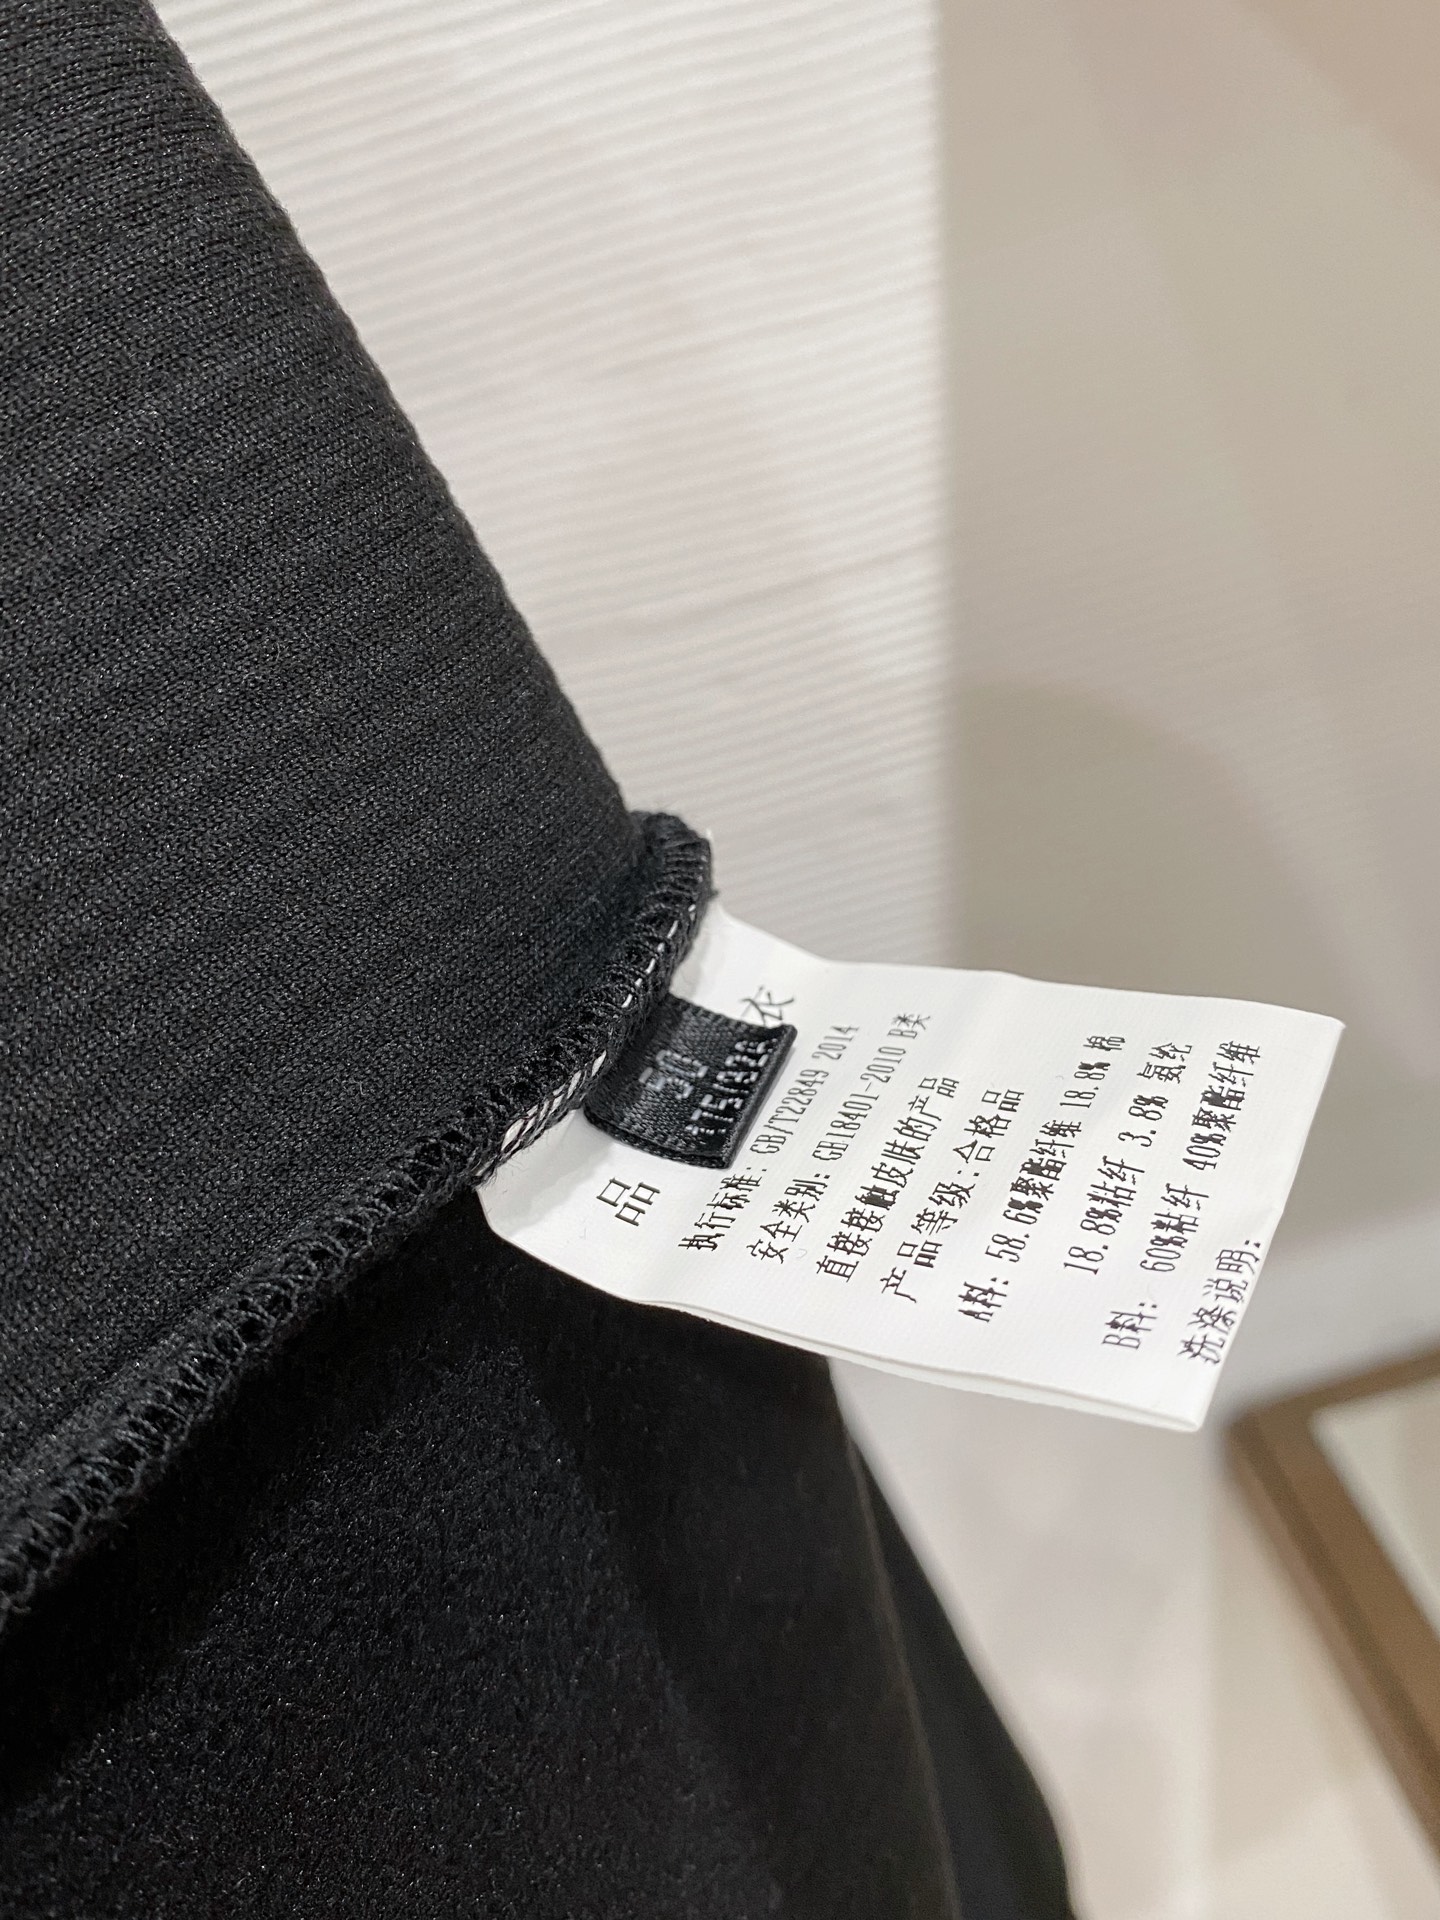 50
175/92A
品 衣
执行标准: GB/T22849 2014
安全类别: GB18401-2010 B类
直接接触皮肤的产品
产品等级: 合格品
A料: 58.6%聚酯纤维 18.8% 棉
18.8%粘纤 3.8% 氨纶
B料: 60%粘纤 40%聚酯纤维
洗涤说明: